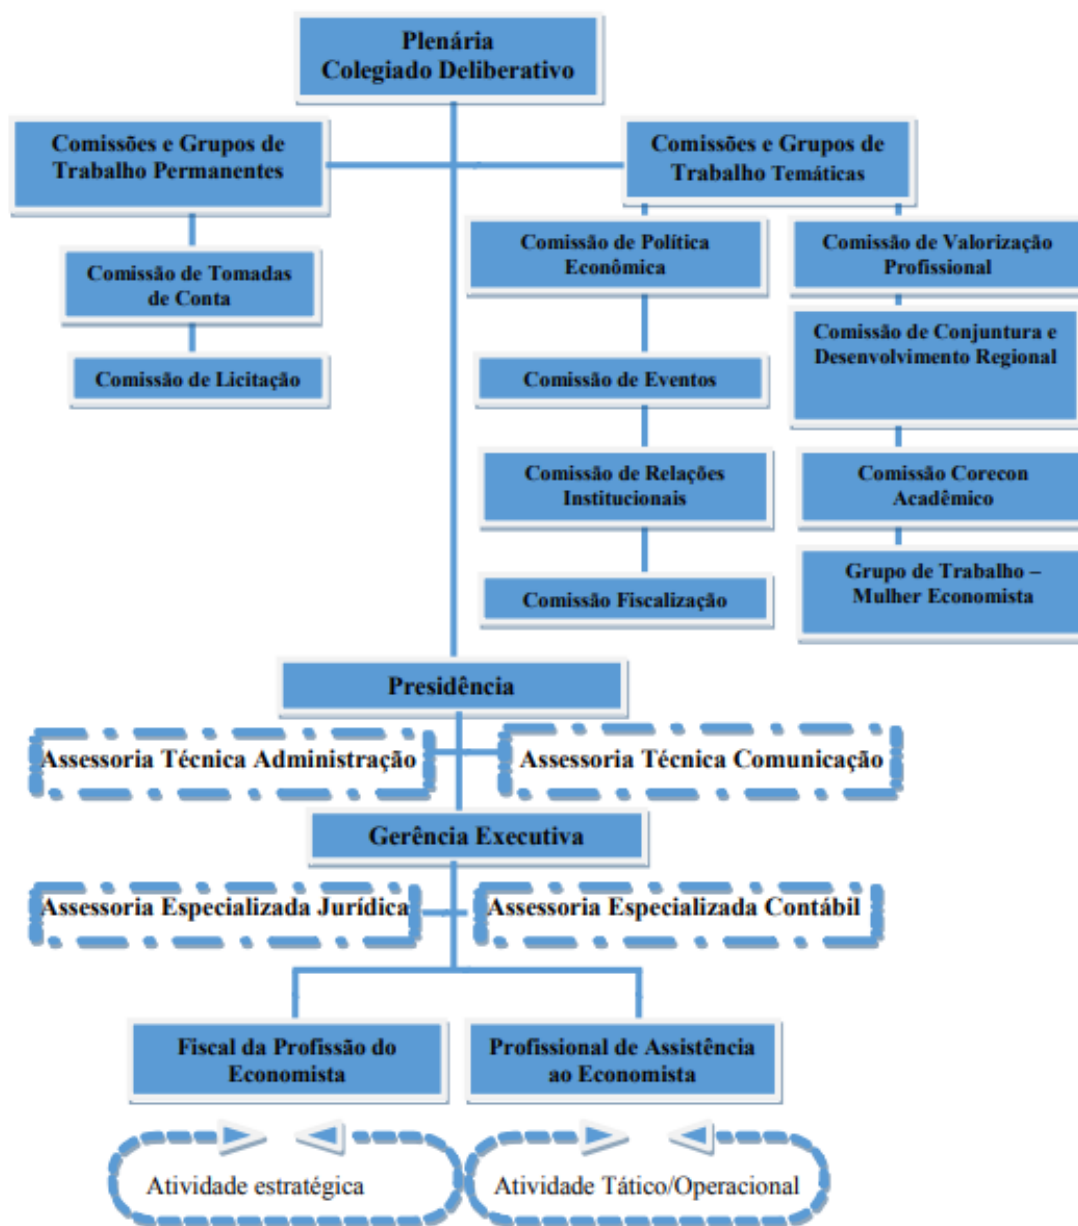 Plenária
Colegiado Deliberativo
Comissões e Grupos de
Trabalho Permanentes
Comissões e Grupos de
Trabalho Temáticas
Comissão de Tomadas
de Conta
Comissão de Licitação
Comissão de Política
Econômica
Comissão de Eventos
Comissão de Relações
Institucionais
Comissão Fiscalização
Comissão de Valorização
Profissional
Comissão de Conjuntura e
Desenvolvimento Regional
Comissão Corecon
Acadêmico
Grupo de Trabalho –
Mulher Economista
Presidência
Assessoria Técnica Administração
Assessoria Técnica Comunicação
Gerência Executiva
Assessoria Especializada Jurídica
Assessoria Especializada Contábil
Fiscal da Profissão do
Economista
Profissional de Assistência
ao Economista
Atividade estratégica
Atividade Tático/Operacional